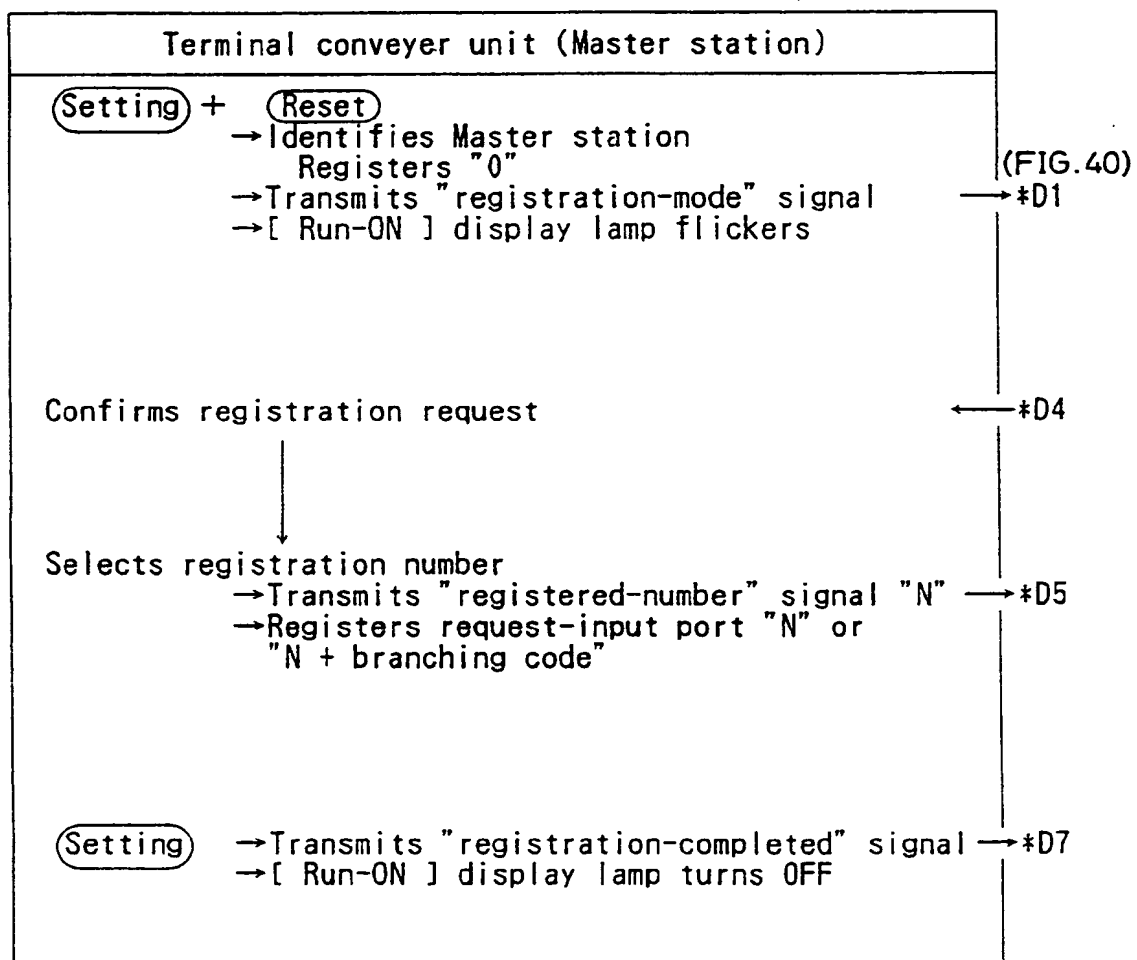 Terminal conveyer unit (Master station)
Setting + Reset
→Identifies Master station
Registers "0"
(FIG.40)
→Transmits "registration-mode" signal →*D1
→[ Run-ON ] display lamp flickers
Confirms registration request ←*D4
Selects registration number
→Transmits "registered-number" signal "N" →*D5
→Registers request-input port "N" or
"N + branching code"
Setting →Transmits "registration-completed" signal →*D7
→[ Run-ON ] display lamp turns OFF